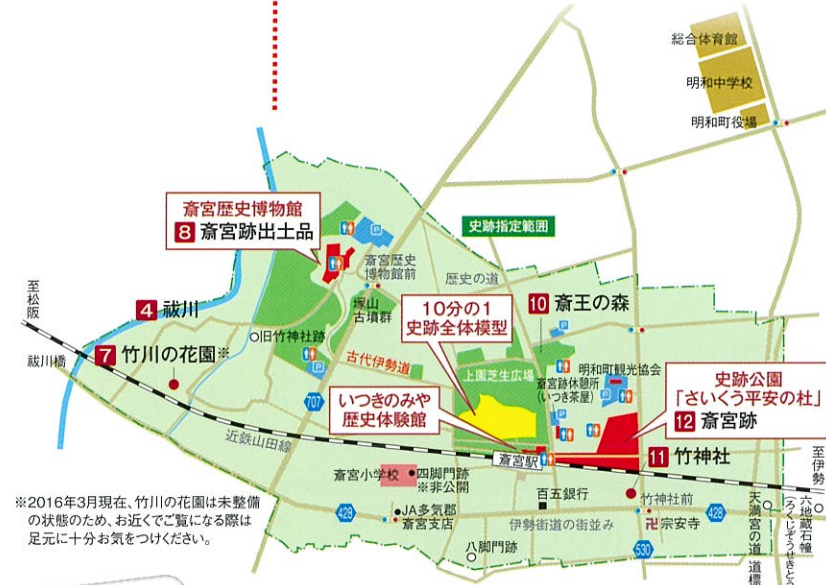 総合体育館
明和中学校
明和町役場
斎宮歴史博物館
8 斎宮跡出土品
P
斎宮歴史
博物館前
史跡指定範囲
歴史の道
至松阪
4 祓川
祓川橋
7 竹川の花園※
旧竹神社跡
塚山
古墳群
古代伊勢道
P
707
10分の1
史跡全体模型
10 斎王の森
P
上園芝生広場
明和町観光協会
斎宮跡休憩所
(いつき茶屋)
P
P
P
史跡公園
「さいくう平安の杜」
12 斎宮跡
いつきのみや
歴史体験館
近鉄山田線
斎宮駅
11 竹神社
至伊勢
斎宮小学校
四脚門跡
※非公開
百五銀行
竹神社前
428
JA多気郡
斎宮支店
伊勢街道の街並み
卍宗安寺
428
八脚門跡
530
天満宮の道 道標
六地蔵石幢
(ろくじぞうせきとう
※2016年3月現在、竹川の花園は未整備
の状態のため、お近くでご覧になる際は
足元に十分お気をつけください。